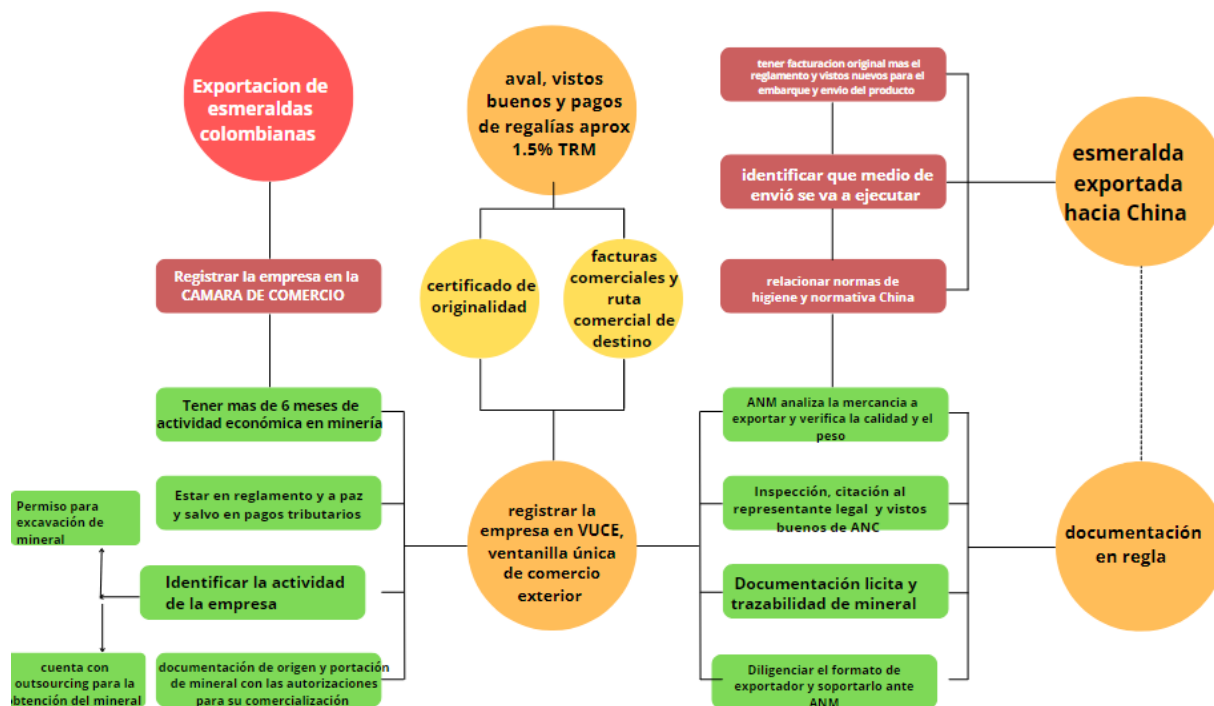 Exportacion de
esmeraldas
colombianas
Registrar la empresa en la
CAMARA DE COMERCIO
Tener mas de 6 meses de
actividad económica en minería
Estar en reglamento y a paz
y salvo en pagos tributarios
Permiso para
excavación de
mineral
Identificar la actividad
de la empresa
cuenta con
outsourcing para la
obtención del mineral
documentación de origen y portación
de mineral con las autorizaciones
para su comercialización
aval, vistos
buenos y pagos
de regalías aprox
1.5% TRM
certificado de
originalidad
facturas
comerciales y
ruta
comercial de
destino
registrar la
empresa en VUCE,
ventanilla única
de comercio
exterior
tener facturacion original mas el
reglamento y vistos nuevos para el
embarque y envio del producto
identificar que medio de
envió se va a ejecutar
relacionar normas de
higiene y normativa China
ANM analiza la mercancia a
exportar y verifica la calidad y el
peso
Inspección, citación al
representante legal y vistos
buenos de ANC
Documentación licita y
trazabilidad de mineral
Diligenciar el formato de
exportador y soportarlo ante
ANM
esmeralda
exportada
hacia China
documentación
en regla